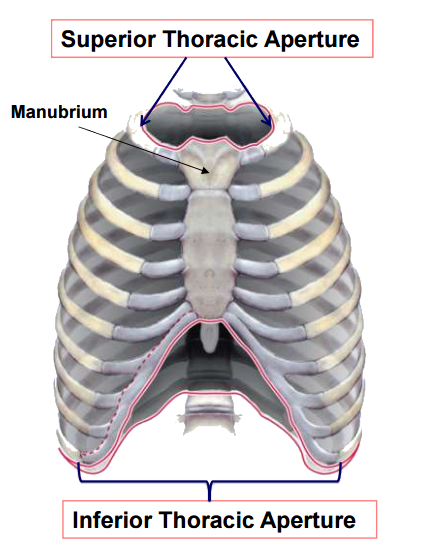 Superior Thoracic Aperture
Manubrium
Inferior Thoracic Aperture